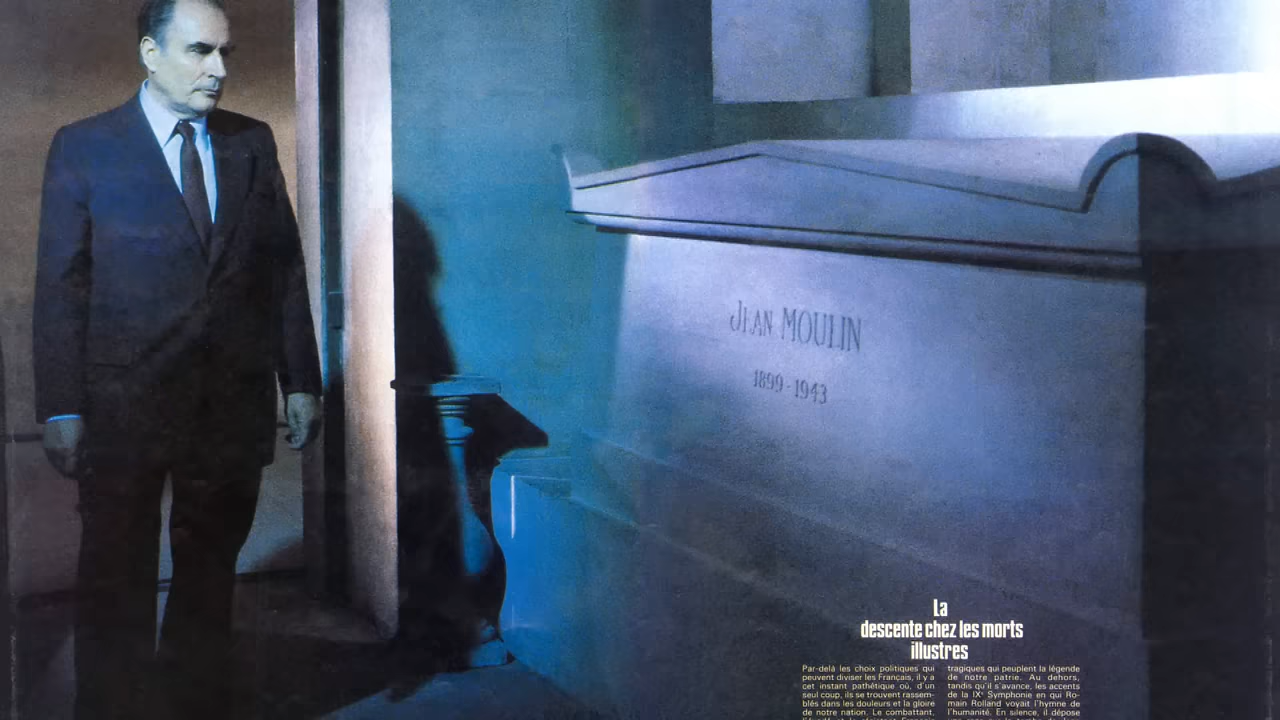 JEAN MOULIN
1899-1943
La
descente chez les morts
illustres
Par-delà les choix politiques qui
peuvent diviser les Français, il y a
cet instant pathétique où, d'un
seul coup, ils se trouvent rassem-
blés dans les douleurs et la gloire
de notre nation. Le combattant,
tragiques qui peuplent la légende
de notre patrie. Au dehors,
tandis qu'il s'avance, les accents
de la IXᵉ Symphonie en qui Ro-
main Rolland voyait l'hymne de
l'humanité. En silence, il dépose